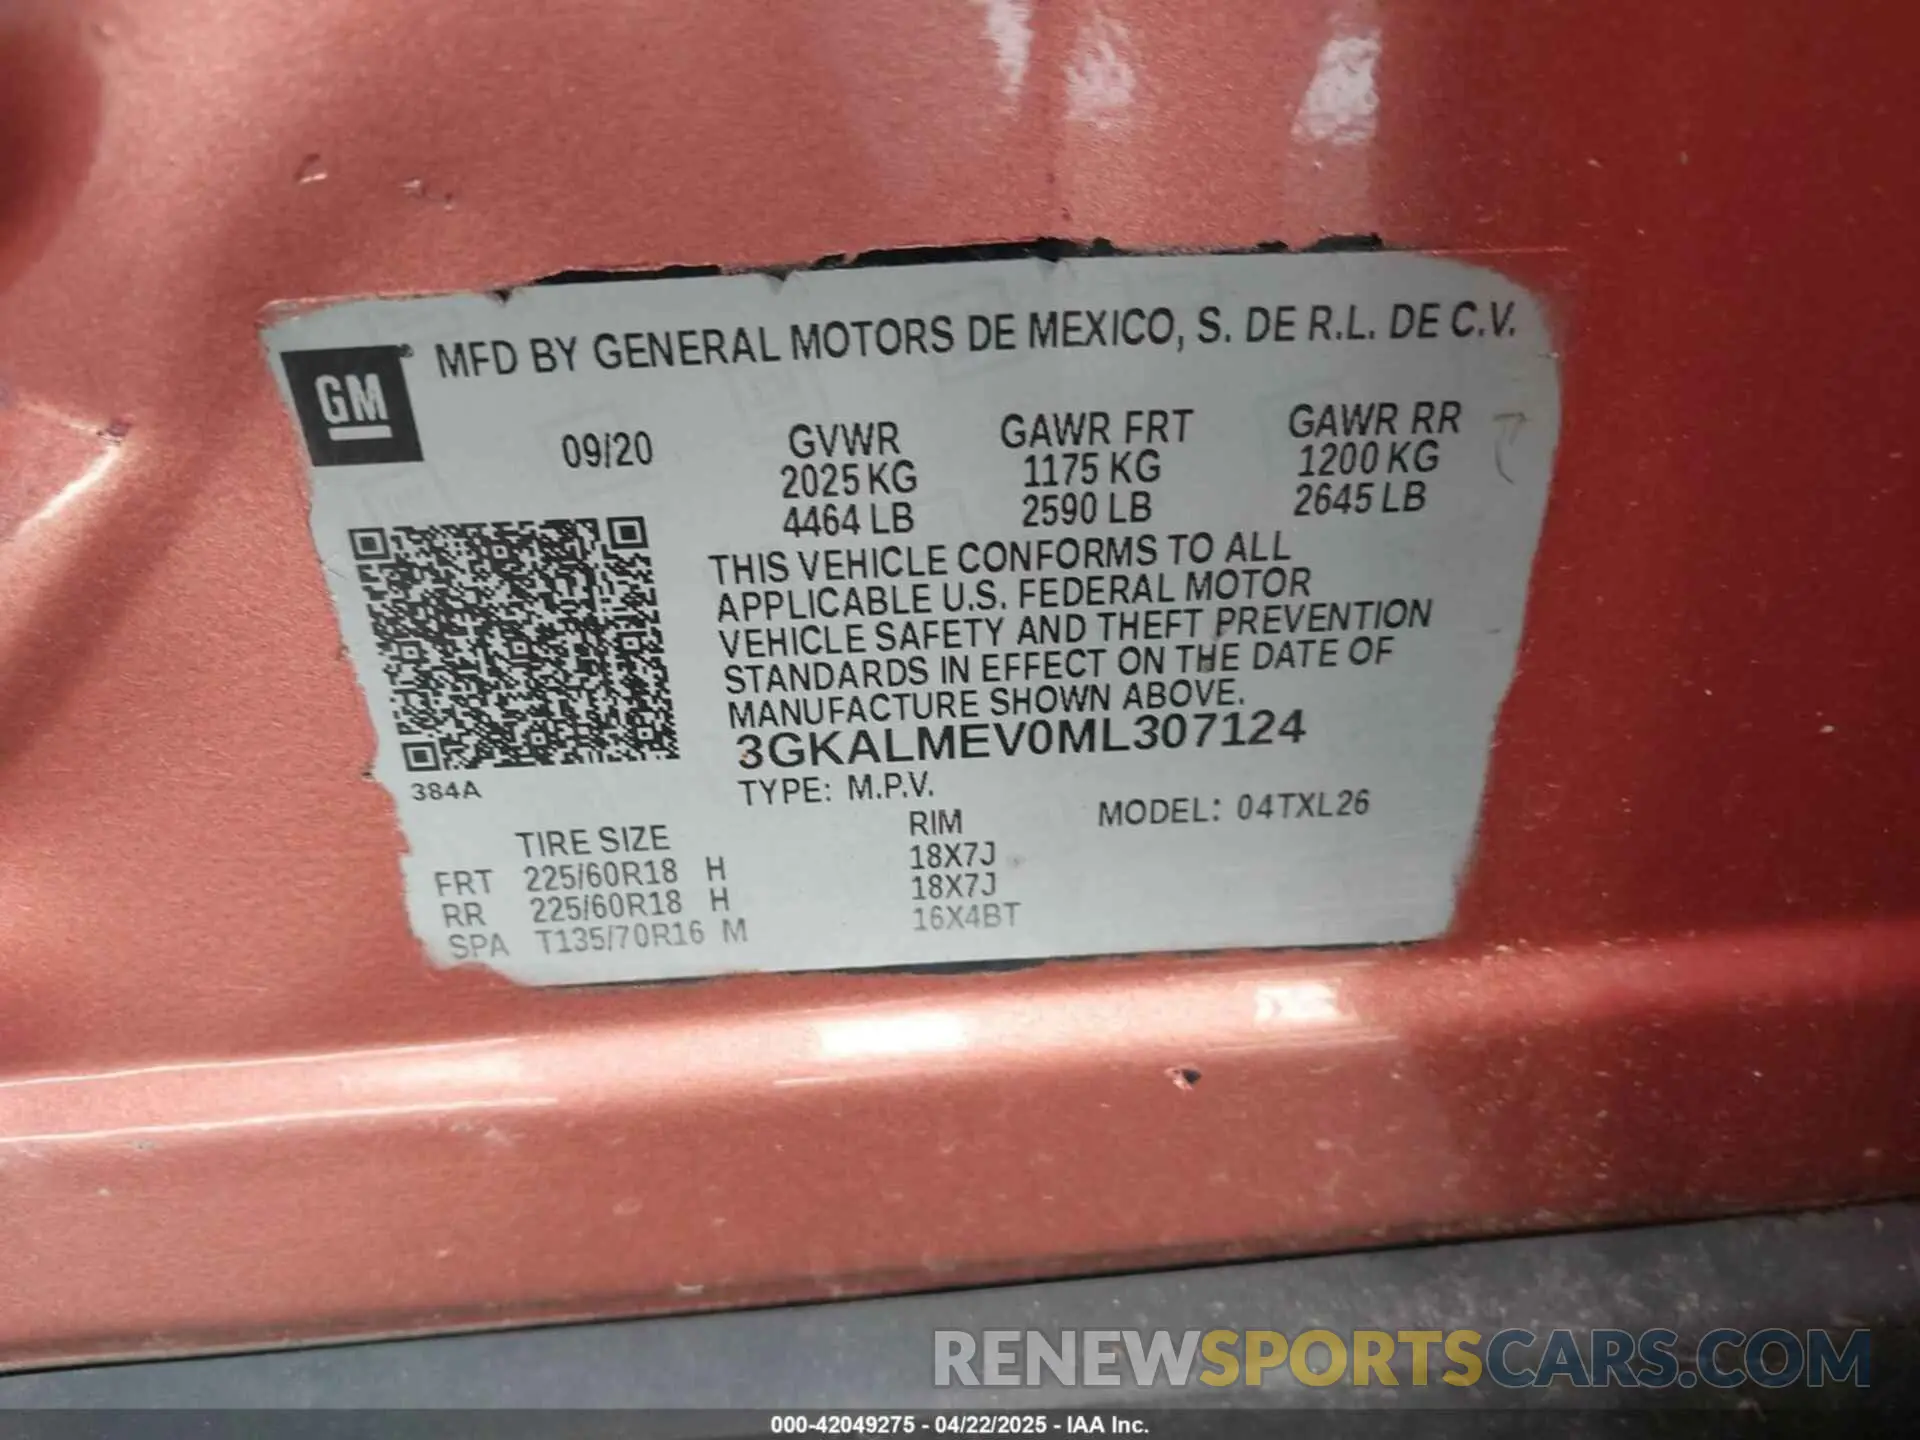 GM® MFD BY GENERAL MOTORS DE MEXICO, S. DE R.L. DE C.V.
09/20 GVWR GAWR FRT GAWR RR
2025 KG 1175 KG 1200 KG
4464 LB 2590 LB 2645 LB
THIS VEHICLE CONFORMS TO ALL
APPLICABLE U.S. FEDERAL MOTOR
VEHICLE SAFETY AND THEFT PREVENTION
STANDARDS IN EFFECT ON THE DATE OF
MANUFACTURE SHOWN ABOVE.
3GKALMEV0ML307124
384A
TYPE: M.P.V.
MODEL: 04TXL26
TIRE SIZE RIM
FRT 225/60R18 H 18X7J
RR 225/60R18 H 18X7J
SPA T135/70R16 M 16X4BT
RENEWSPORTSCARS.COM
000-42049275 - 04/22/2025 - IAA Inc.